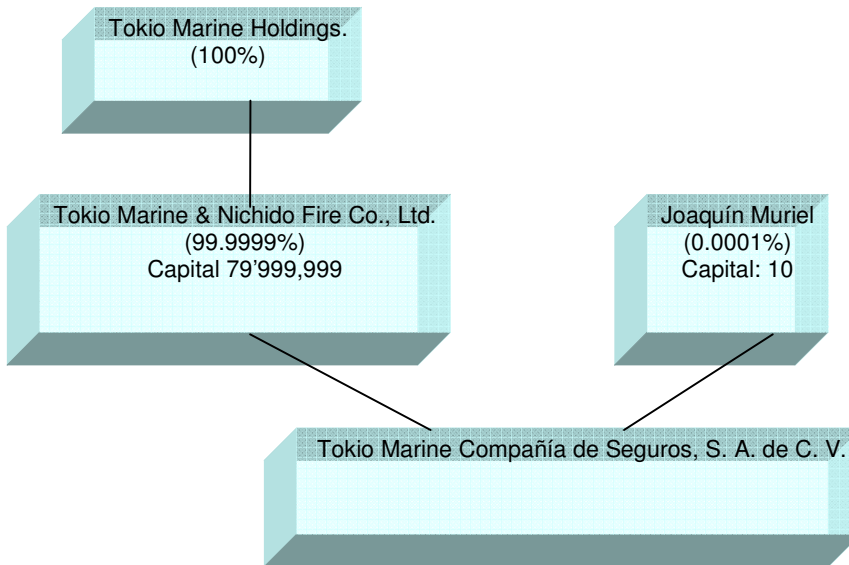 Tokio Marine Holdings.
(100%)
Tokio Marine & Nichido Fire Co., Ltd.
(99.9999%)
Capital 79’999,999
Joaquín Muriel
(0.0001%)
Capital: 10
Tokio Marine Compañía de Seguros, S. A. de C. V.